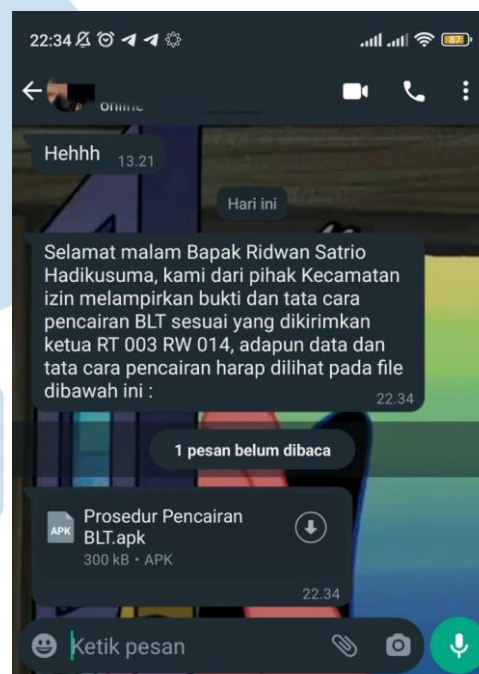 22:34
87
online
Hehhh 13.21
Hari ini
Selamat malam Bapak Ridwan Satrio
Hadikusuma, kami dari pihak Kecamatan
izin melampirkan bukti dan tata cara
pencairan BLT sesuai yang dikirimkan
ketua RT 003 RW 014, adapun data dan
tata cara pencairan harap dilihat pada file
dibawah ini :
22.34
1 pesan belum dibaca
APK
Prosedur Pencairan
BLT.apk
300 kB • APK
22.34
Ketik pesan